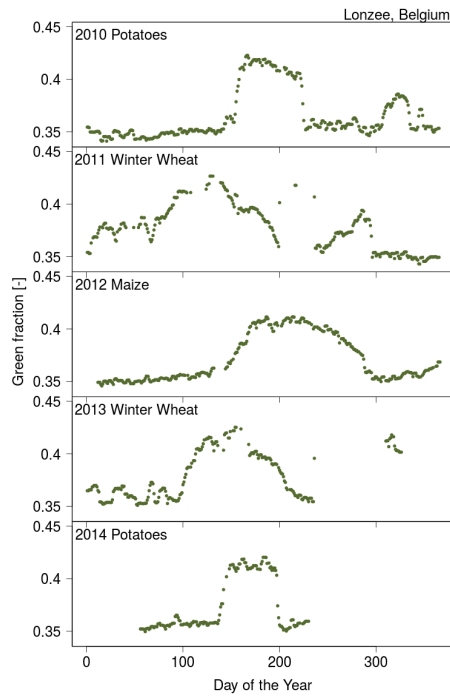 Lonzee, Belgium
0.45
2010 Potatoes
0.4
0.35
0.45
2011 Winter Wheat
0.4
0.35
0.45
2012 Maize
0.4
0.35
0.45
2013 Winter Wheat
0.4
0.35
0.45
2014 Potatoes
0.4
0.35
0 100 200 300
Day of the Year
Green fraction [-]